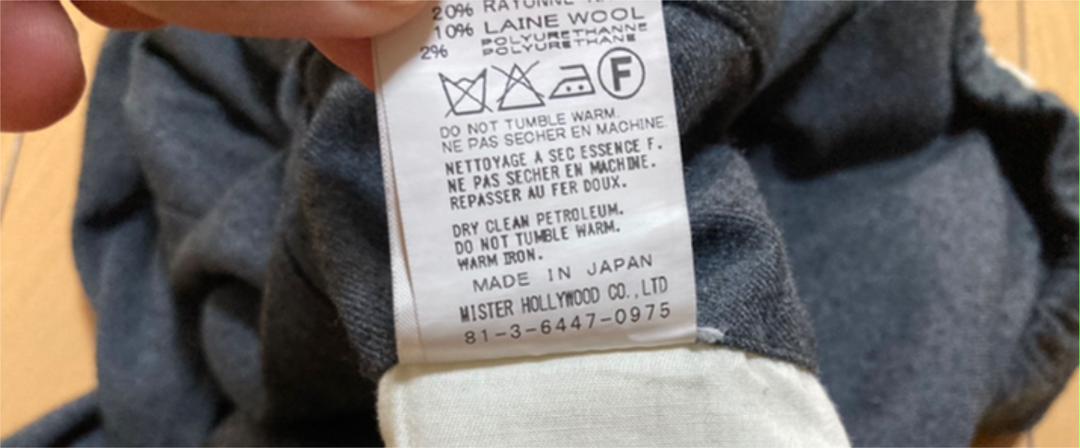 20% RAYONNE
10% LAINE WOOL
2% POLYURETHANNE
POLYURETHANE
F
DO NOT TUMBLE WARM.
NE PAS SECHER EN MACHINE.
NETTOYAGE A SEC ESSENCE F.
NE PAS SECHER EN MACHINE.
REPASSER AU FER DOUX.
DRY CLEAN PETROLEUM.
DO NOT TUMBLE WARM.
WARM IRON.
MADE IN JAPAN
MISTER HOLLYWOOD CO.,LTD
81-3-6447-0975